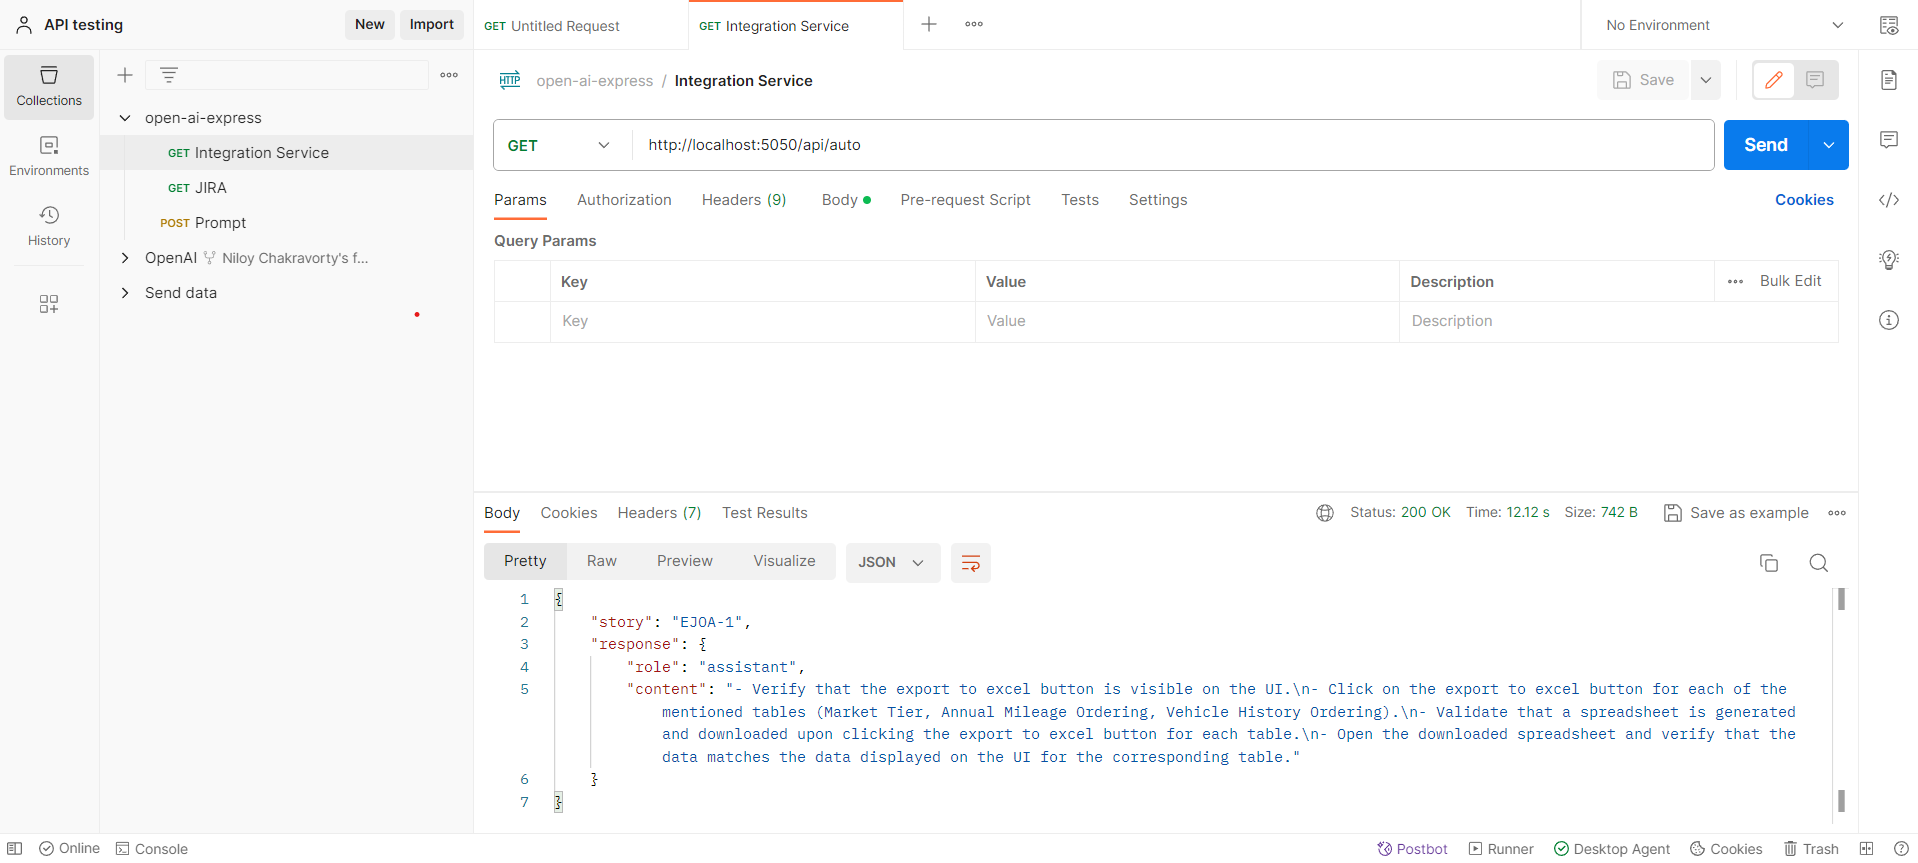 API testing
New
Import
GET Untitled Request
GET Integration Service
No Environment
Collections
Environments
History
open-ai-express
GET Integration Service
GET JIRA
POST Prompt
OpenAI Niloy Chakravorty's f...
Send data
HTTP open-ai-express / Integration Service
Save
GET http://localhost:5050/api/auto
Send
Params Authorization Headers (9) Body Pre-request Script Tests Settings Cookies
Query Params
Key Value Description Bulk Edit
Key Value Description
Body Cookies Headers (7) Test Results Status: 200 OK Time: 12.12 s Size: 742 B Save as example
Pretty Raw Preview Visualize JSON
1 {
2 "story": "EJOA-1",
3 "response": {
4 "role": "assistant",
5 "content": "- Verify that the export to excel button is visible on the UI.\n- Click on the export to excel button for each of the
mentioned tables (Market Tier, Annual Mileage Ordering, Vehicle History Ordering).\n- Validate that a spreadsheet is generated
and downloaded upon clicking the export to excel button for each table.\n- Open the downloaded spreadsheet and verify that the
data matches the data displayed on the UI for the corresponding table."
6 }
7 }
Online Console Postbot Runner Desktop Agent Cookies Trash